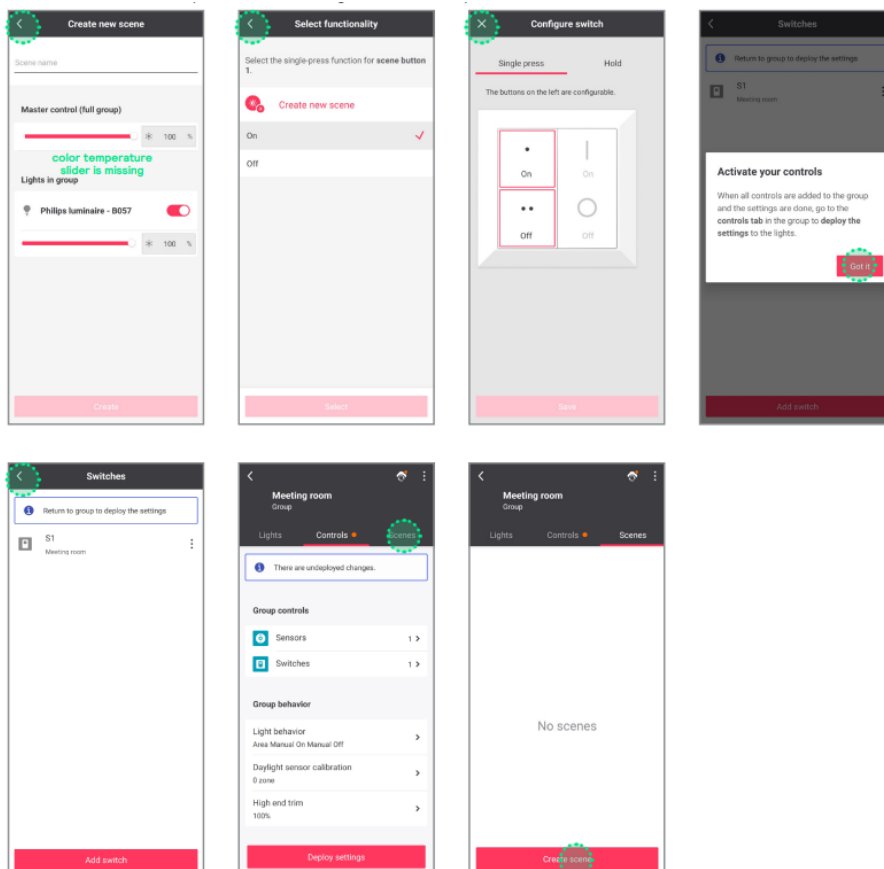 Create new scene
Scene name
Master control (full group)
100 %
color temperature
slider is missing
Lights in group
Philips luminaire - B057
100 %
Create
Select functionality
Select the single-press function for scene button
1.
Create new scene
On
Off
Select
Configure switch
Single press Hold
The buttons on the left are configurable.
On On
Off Off
Save
Switches
Return to group to deploy the settings
S1
Meeting room
Activate your controls
When all controls are added to the group
and the settings are done, go to the
controls tab in the group to deploy the
settings to the lights.
Got it
Add switch
Switches
Return to group to deploy the settings
S1
Meeting room
Add switch
Meeting room
Group
Lights Controls Scenes
There are undeployed changes.
Group controls
Sensors 1
Switches 1
Group behavior
Light behavior
Area Manual On Manual Off
Daylight sensor calibration
0 zone
High end trim
100%
Deploy settings
Meeting room
Group
Lights Controls Scenes
No scenes
Create scene